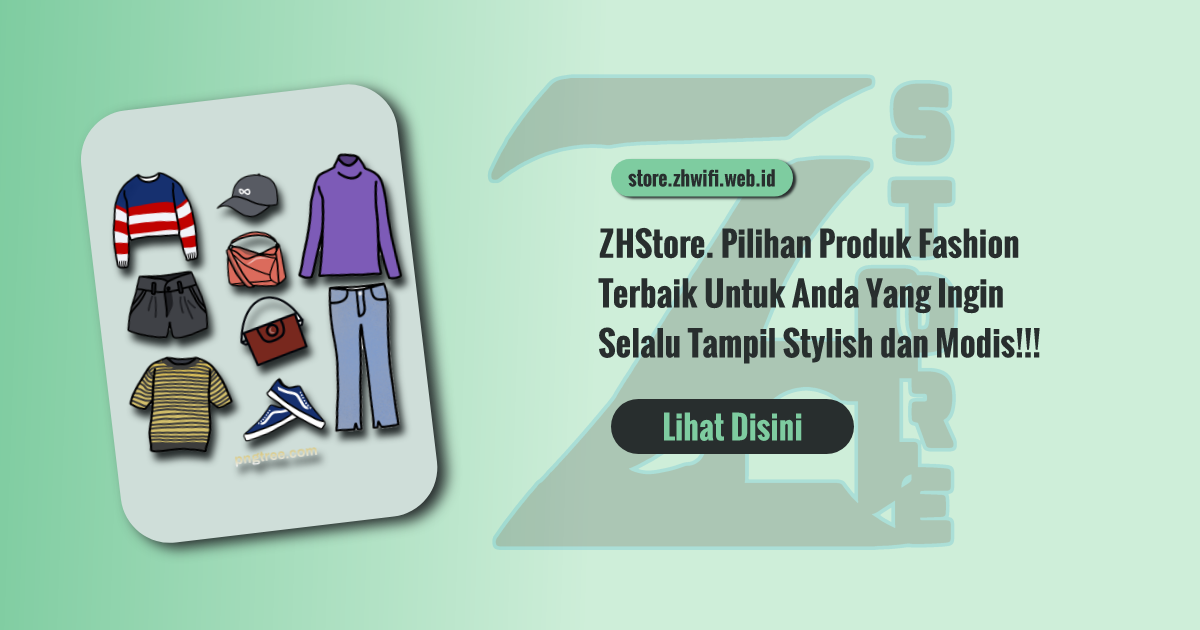 store.zhwifi.web.id
ZHStore. Pilihan Produk Fashion
Terbaik Untuk Anda Yang Ingin
Selalu Tampil Stylish dan Modis!!!
Lihat Disini
STORE
pngtree.com